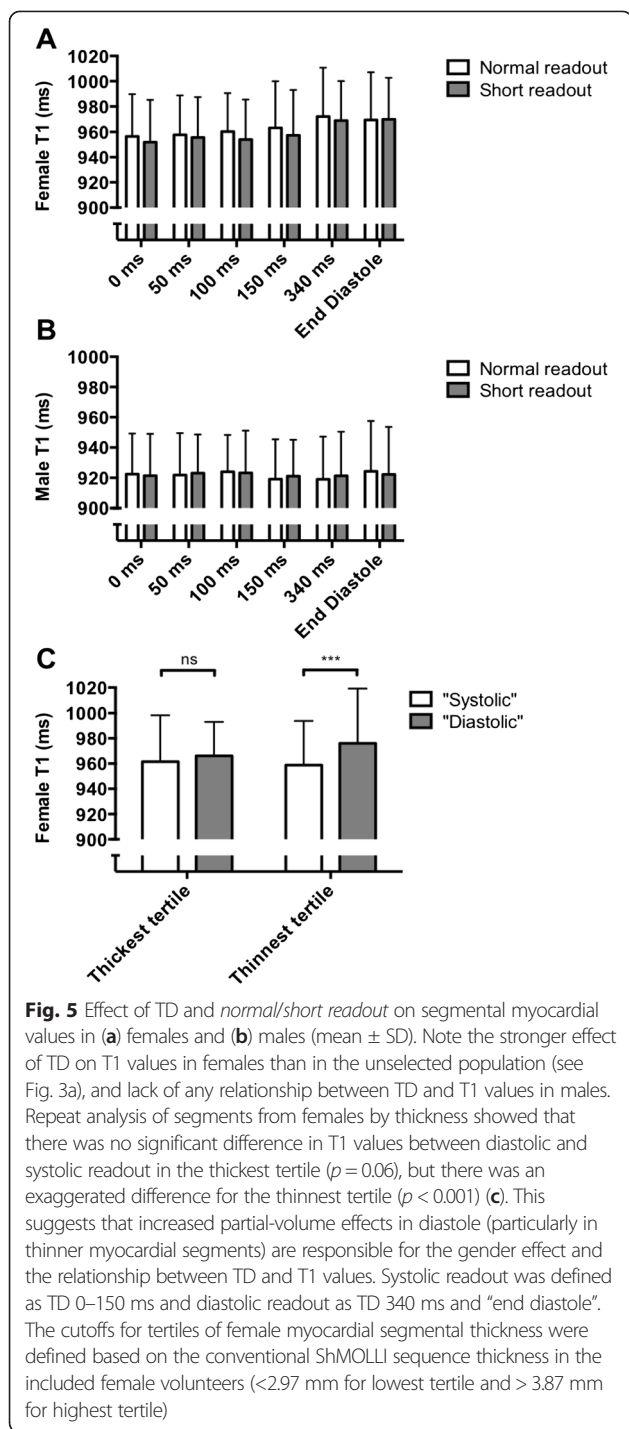 A
Female T1 (ms)
1020
1000
980
960
940
920
900
0 ms
50 ms
100 ms
150 ms
340 ms
End Diastole
Normal readout
Short readout
B
Male T1 (ms)
1000
980
960
940
920
900
0 ms
50 ms
100 ms
150 ms
340 ms
End Diastole
Normal readout
Short readout
C
Female T1 (ms)
1020
1000
980
960
940
920
900
ns
***
Thickest tertile
Thinnest tertile
"Systolic"
"Diastolic"
Fig. 5 Effect of TD and normal/short readout on segmental myocardial
values in (a) females and (b) males (mean ± SD). Note the stronger effect
of TD on T1 values in females than in the unselected population (see
Fig. 3a), and lack of any relationship between TD and T1 values in males.
Repeat analysis of segments from females by thickness showed that
there was no significant difference in T1 values between diastolic and
systolic readout in the thickest tertile (p = 0.06), but there was an
exaggerated difference for the thinnest tertile (p < 0.001) (c). This
suggests that increased partial-volume effects in diastole (particularly in
thinner myocardial segments) are responsible for the gender effect and
the relationship between TD and T1 values. Systolic readout was defined
as TD 0–150 ms and diastolic readout as TD 340 ms and “end diastole”.
The cutoffs for tertiles of female myocardial segmental thickness were
defined based on the conventional ShMOLLI sequence thickness in the
included female volunteers (<2.97 mm for lowest tertile and > 3.87 mm
for highest tertile)